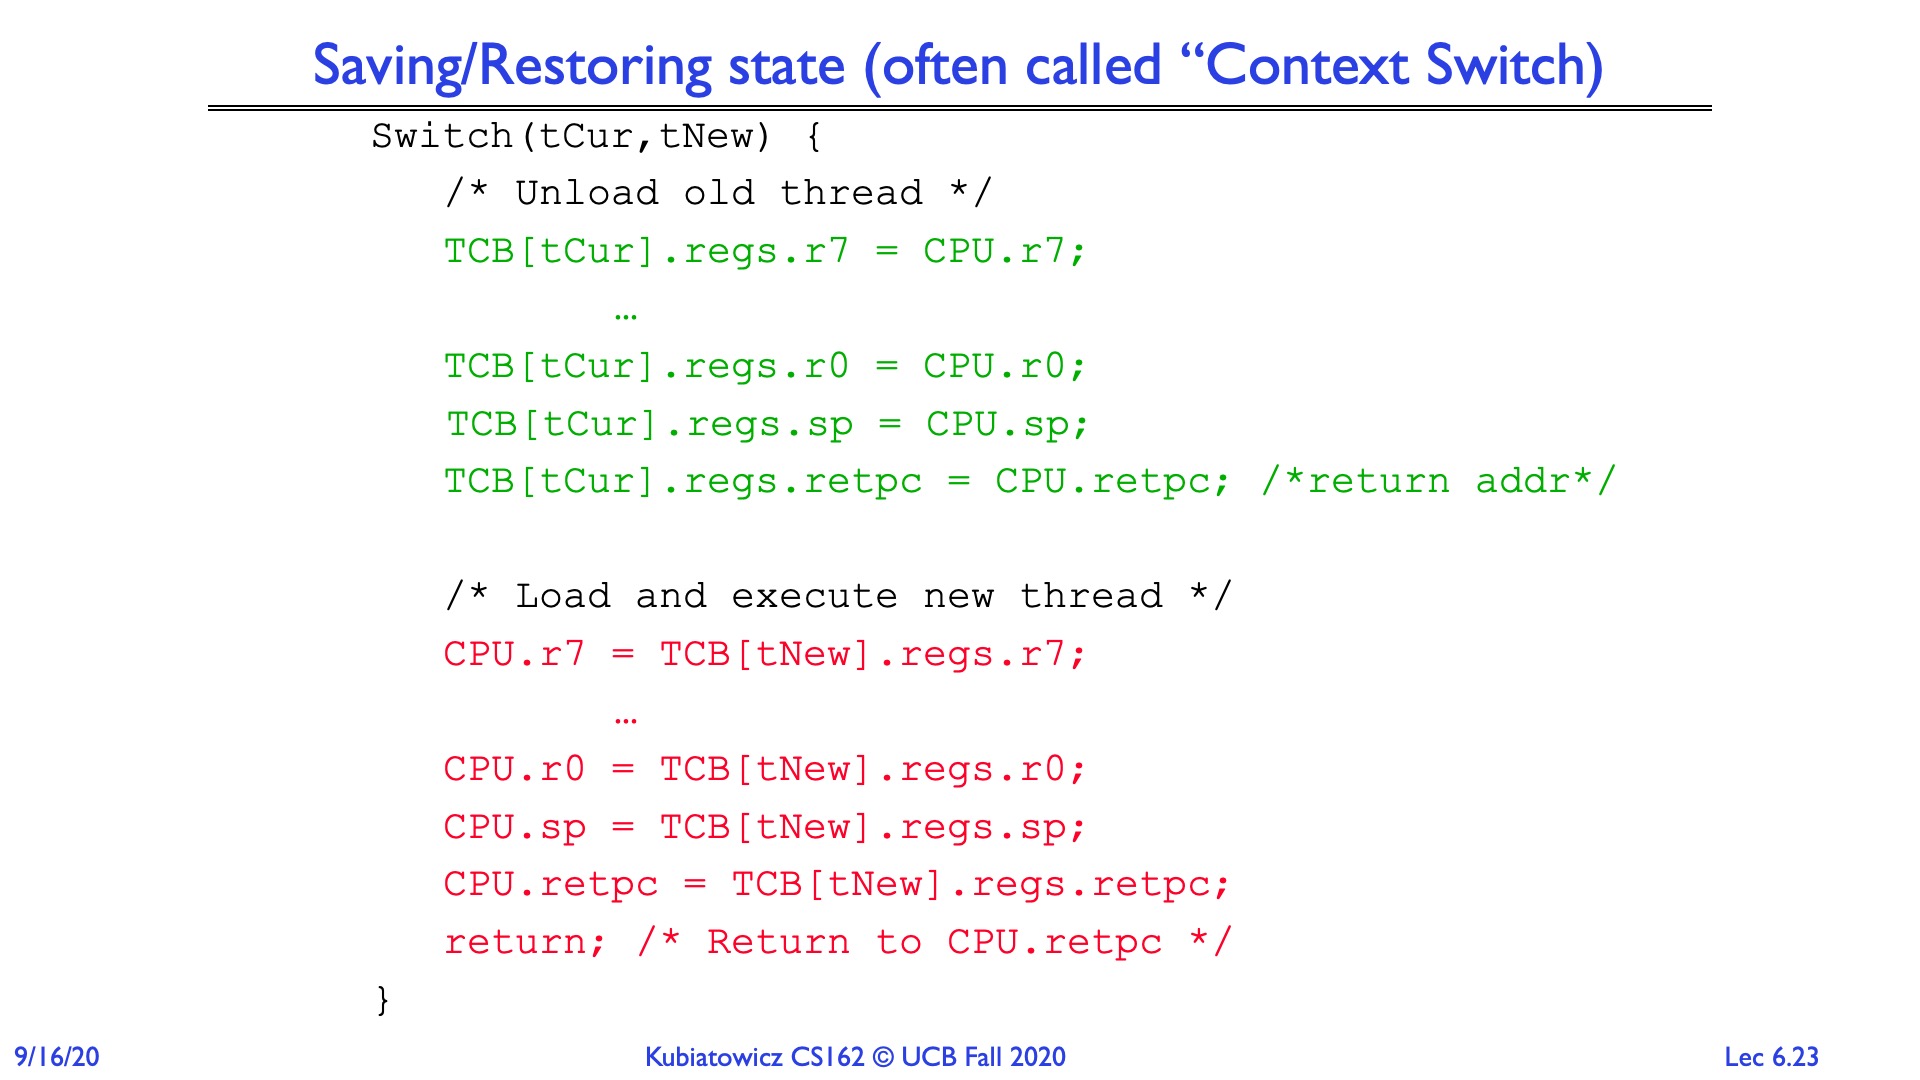 Saving/Restoring state (often called “Context Switch)
Switch(tCur,tNew) {
/* Unload old thread */
TCB[tCur].regs.r7 = CPU.r7;
…
TCB[tCur].regs.r0 = CPU.r0;
TCB[tCur].regs.sp = CPU.sp;
TCB[tCur].regs.retpc = CPU.retpc; /*return addr*/
/* Load and execute new thread */
CPU.r7 = TCB[tNew].regs.r7;
…
CPU.r0 = TCB[tNew].regs.r0;
CPU.sp = TCB[tNew].regs.sp;
CPU.retpc = TCB[tNew].regs.retpc;
return; /* Return to CPU.retpc */
}
9/16/20 Kubiatowicz CS162 © UCB Fall 2020 Lec 6.23